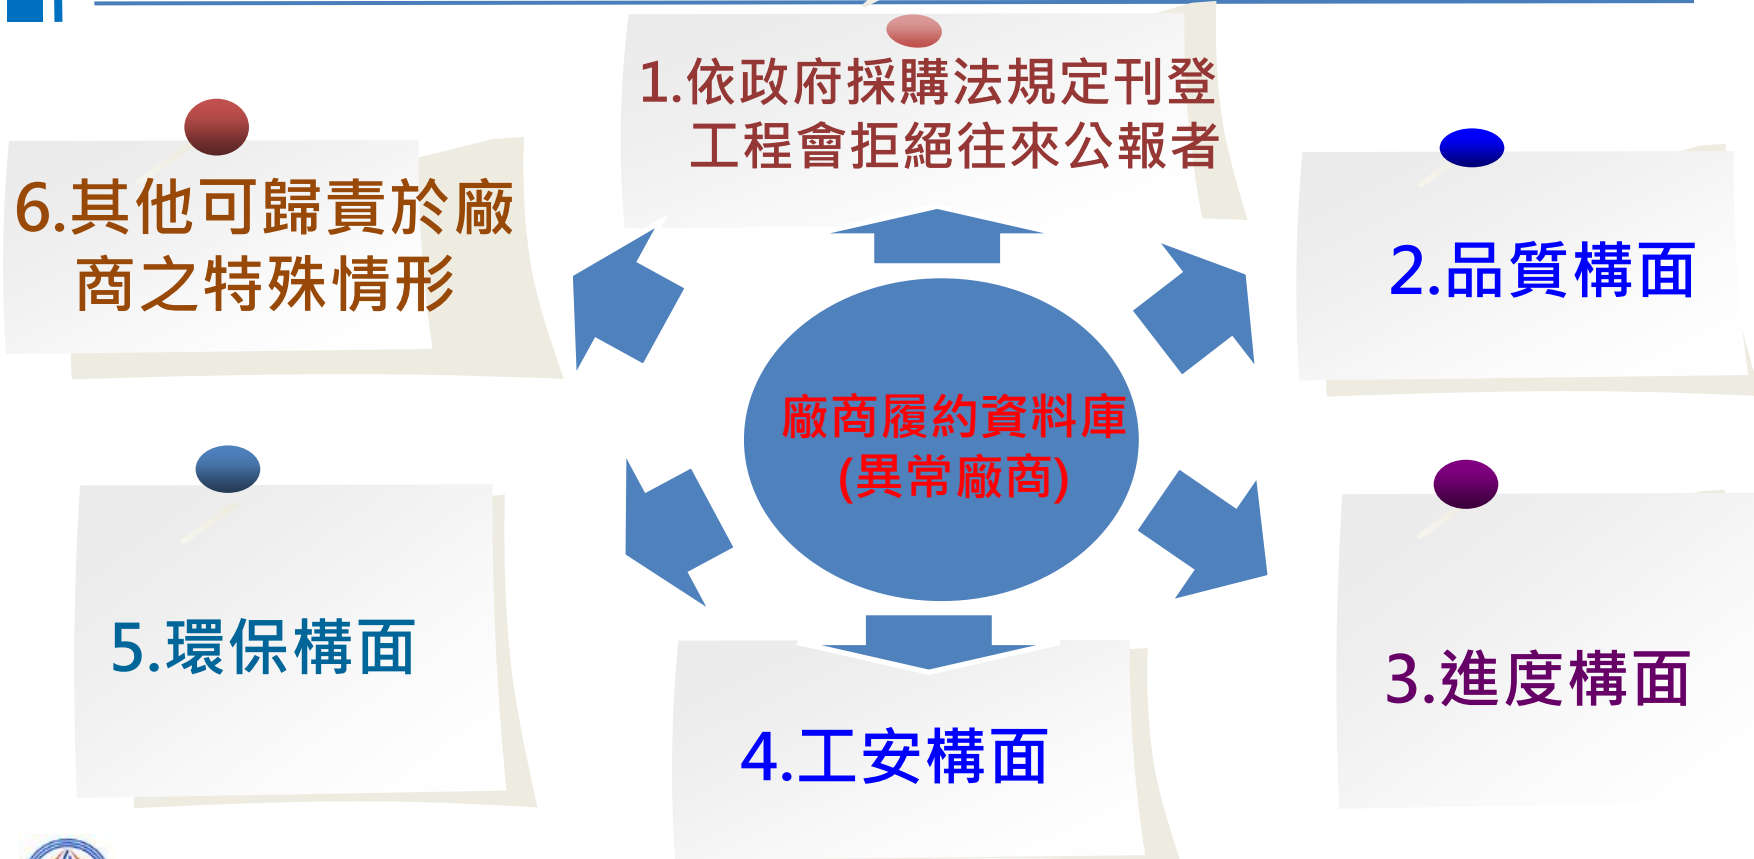 1.依政府採購法規定刊登
工程會拒絕往來公報者
2.品質構面
3.進度構面
4.工安構面
5.環保構面
6.其他可歸責於廠
商之特殊情形
廠商履約資料庫
(異常廠商)